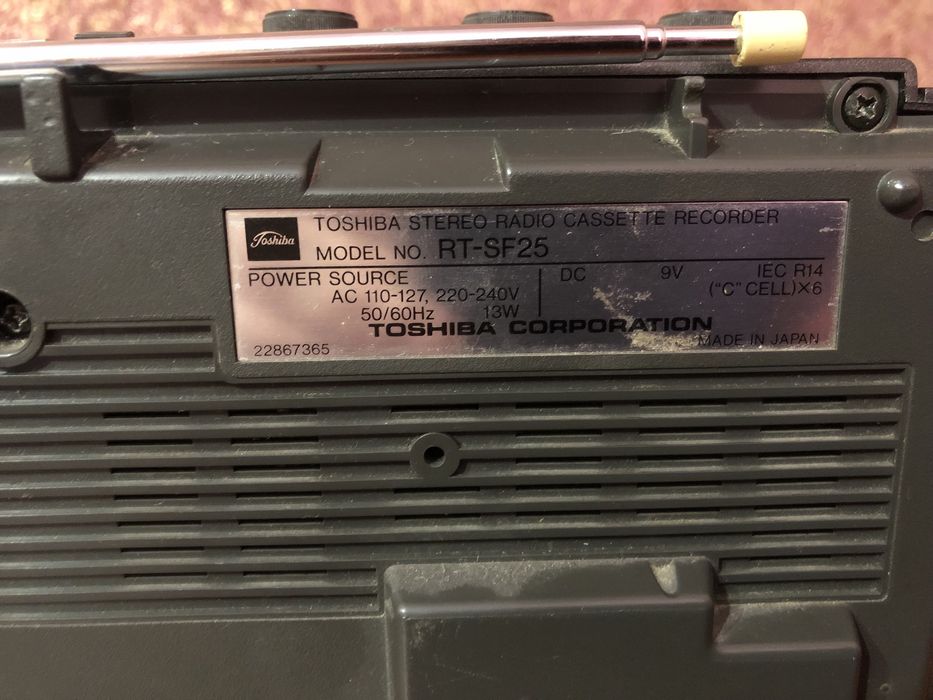 Toshiba
TOSHIBA STEREO RADIO CASSETTE RECORDER
MODEL NO. RT-SF25
POWER SOURCE
AC 110-127, 220-240V
50/60Hz 13W
DC 9V IEC R14
("C" CELL)×6
TOSHIBA CORPORATION
22867365
MADE IN JAPAN